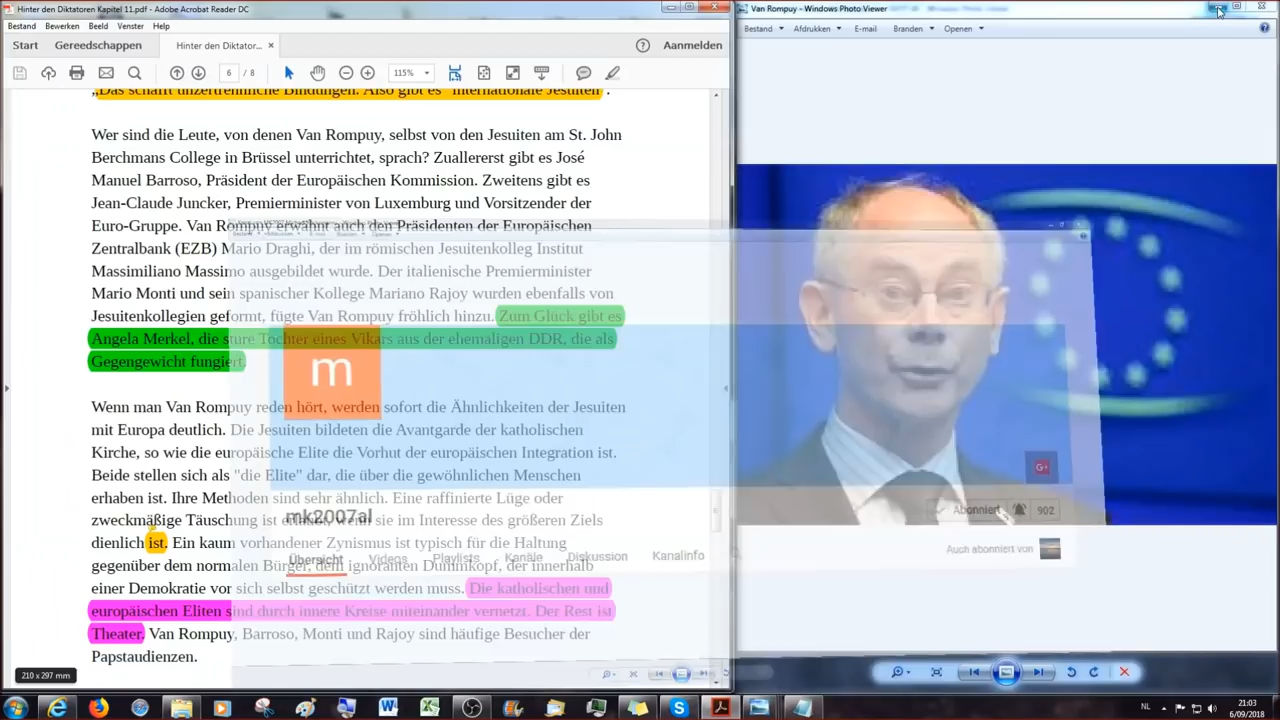 Hinter den Diktatoren Kapitel 11.pdf - Adobe Acrobat Reader DC
Bestand Bewerken Beeld Venster Help
Start Gereedschappen Hinter den Diktator... × Aanmelden
6 / 8 115%
„Das schafft unzertrennliche Bindungen. Also gibt es "internationale Jesuiten".
Wer sind die Leute, von denen Van Rompuy, selbst von den Jesuiten am St. John
Berchmans College in Brüssel unterrichtet, sprach? Zuallererst gibt es José
Manuel Barroso, Präsident der Europäischen Kommission. Zweitens gibt es
Jean-Claude Juncker, Premierminister von Luxemburg und Vorsitzender der
Euro-Gruppe. Van Rompuy erwähnt auch den Präsidenten der Europäischen
Zentralbank (EZB) Mario Draghi, der im römischen Jesuitenkolleg Institut
Massimiliano Massimo ausgebildet wurde. Der italienische Premierminister
Mario Monti und sein spanischer Kollege Mariano Rajoy wurden ebenfalls von
Jesuitenkollegien geformt, fügte Van Rompuy fröhlich hinzu. Zum Glück gibt es
Angela Merkel, die sture Tochter eines Vikars aus der ehemaligen DDR, die als
Gegengewicht fungiert.
Wenn man Van Rompuy reden hört, werden sofort die Ähnlichkeiten der Jesuiten
mit Europa deutlich. Die Jesuiten bildeten die Avantgarde der katholischen
Kirche, so wie die europäische Elite die Vorhut der europäischen Integration ist.
Beide stellen sich als "die Elite" dar, die über die gewöhnlichen Menschen
erhaben ist. Ihre Methoden sind sehr ähnlich. Eine raffinierte Lüge oder
zweckmäßige Täuschung ist erlaubt, wenn sie im Interesse des größeren Ziels
dienlich ist. Ein kaum vorhandener Zynismus ist typisch für die Haltung
gegenüber dem normalen Bürger, dem ignoranten Dummkopf, der innerhalb
einer Demokratie vor sich selbst geschützt werden muss. Die katholischen und
europäischen Eliten sind durch innere Kreise miteinander vernetzt. Der Rest ist
Theater. Van Rompuy, Barroso, Monti und Rajoy sind häufige Besucher der
Papstaudienzen.
210 x 297 mm
Van Rompuy - Windows Photo Viewer
Bestand Afdrukken E-mail Branden Openen
m
G+
mk2007al
Abonniert 902
Übersicht Videos Playlists Kanäle Diskussion Kanalinfo
Auch abonniert von
NL 21:03
6/09/2018